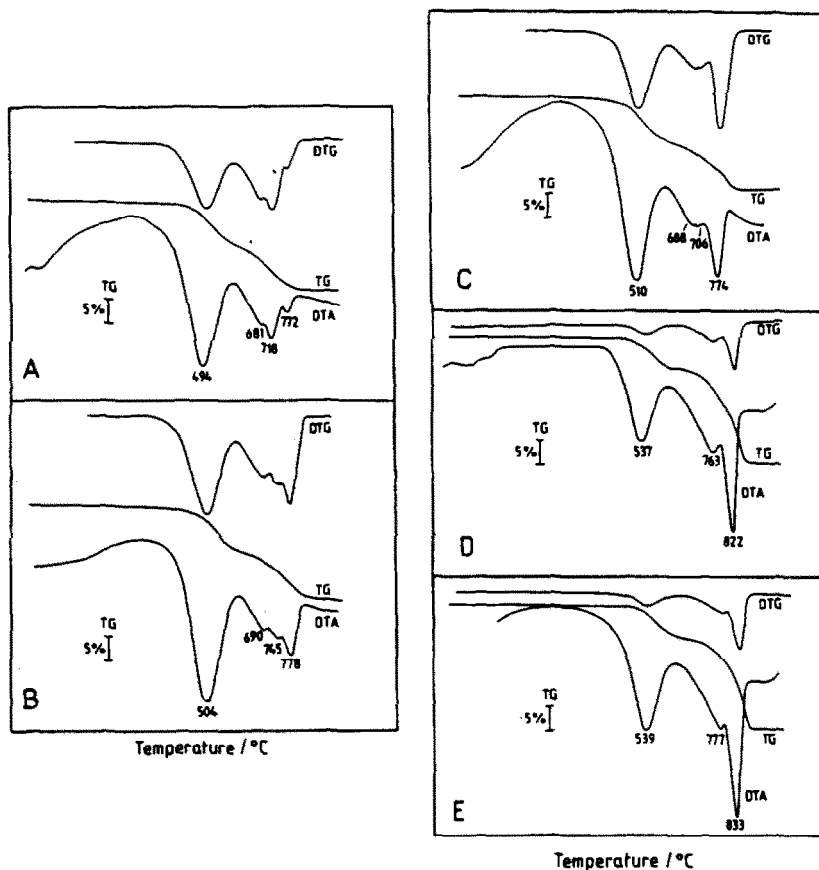 DTG
TG
5%
TG
DTA
681
718
772
494
A
DTG
TG
5%
TG
DTA
690
745
778
504
B
Temperature / °C
DTG
TG
5%
TG
DTA
688
706
774
510
C
DTG
TG
5%
TG
537
763
DTA
822
D
DTG
TG
5%
TG
539
777
DTA
833
E
Temperature / °C